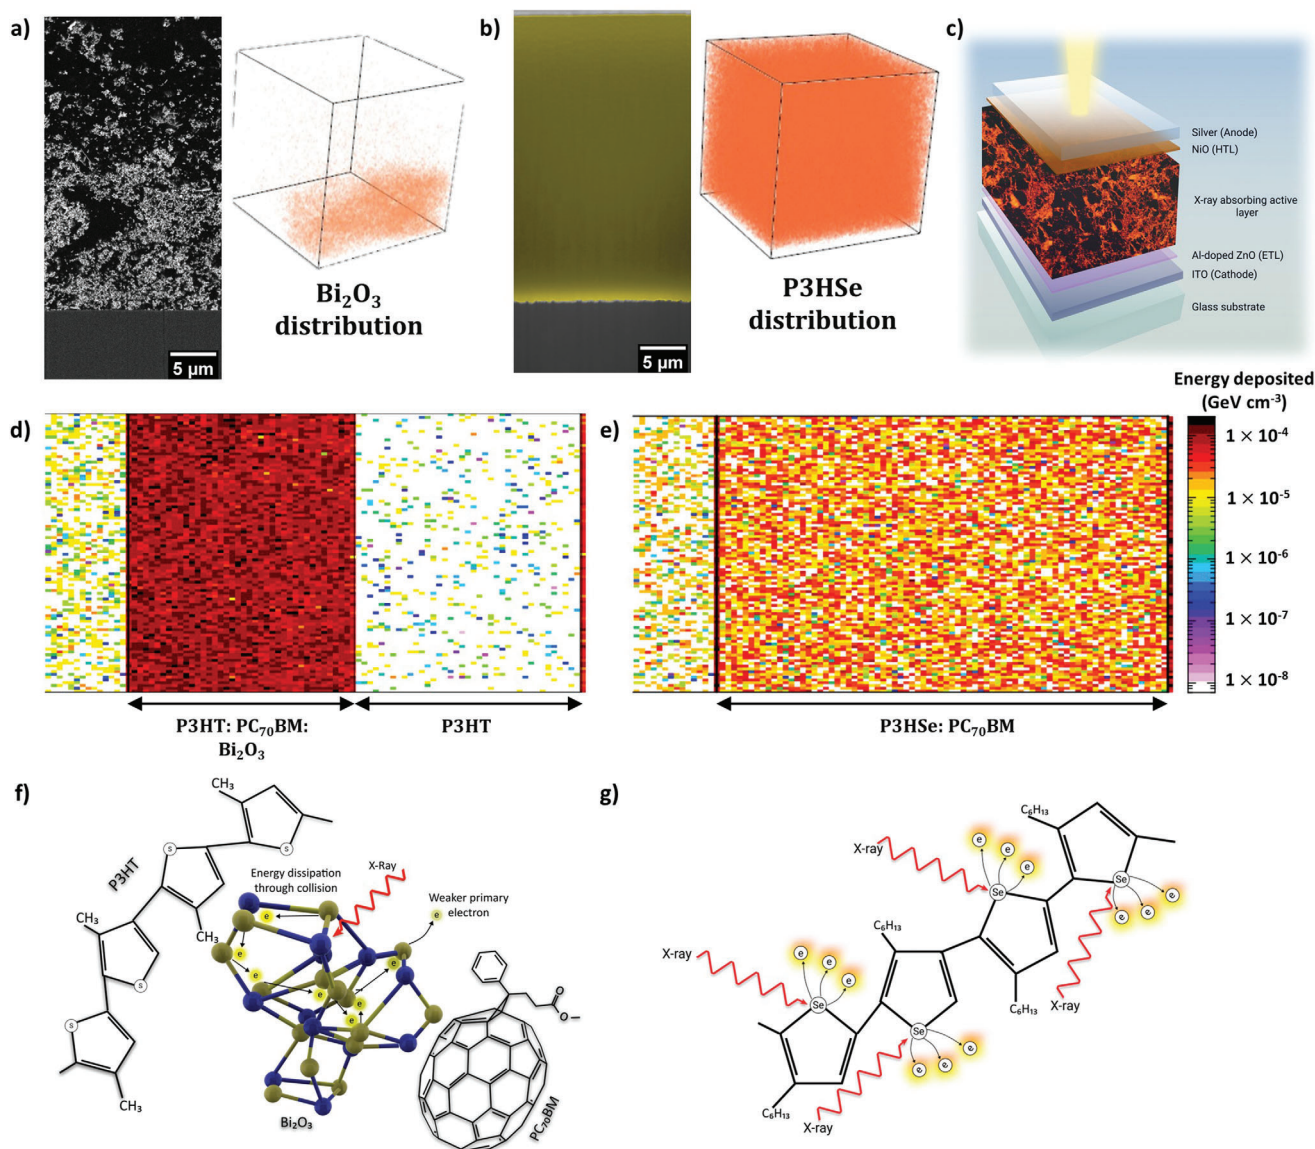 a)
5 µm
Bi₂O₃
distribution
b)
5 µm
P3HSe
distribution
c)
Silver (Anode)
NiO (HTL)
X-ray absorbing active
layer
Al-doped ZnO (ETL)
ITO (Cathode)
Glass substrate
d)
P3HT: PC₇₀BM:
Bi₂O₃
P3HT
e)
P3HSe: PC₇₀BM
Energy deposited
(GeV cm⁻³)
1 × 10⁻⁴
1 × 10⁻⁵
1 × 10⁻⁶
1 × 10⁻⁷
1 × 10⁻⁸
f)
CH₃
S
S
P3HT
CH₃
CH₃
S
S
CH₃
Energy dissipation
through collision
X-Ray
Weaker primary
electron
e
e
e
e
e
e
e
e
Bi₂O₃
O
O
PC₇₀BM
g)
C₆H₁₃
X-ray
e
e
e
Se
Se
e
e
e
C₆H₁₃
X-ray
e
e
e
Se
C₆H₁₃
X-ray
Se
e
e
e
C₆H₁₃
X-ray